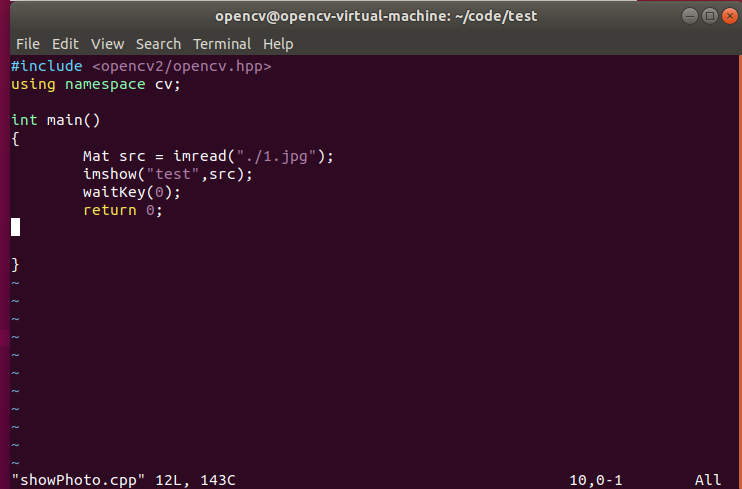 opencv@opencv-virtual-machine: ~/code/test
File Edit View Search Terminal Help
#include <opencv2/opencv.hpp>
using namespace cv;
int main()
{
        Mat src = imread("./1.jpg");
        imshow("test",src);
        waitKey(0);
        return 0;
}
~
~
~
~
~
~
~
~
~
~
~
"showPhoto.cpp" 12L, 143C 10,0-1 All